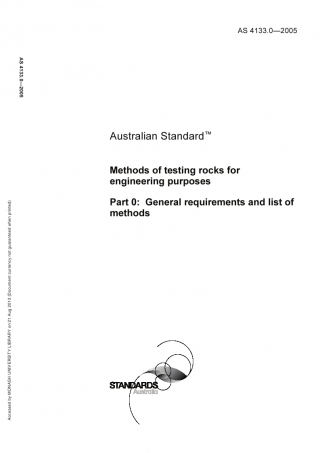 AS 4133.0—2005
AS 4133.0—2005
Australian Standard™
Methods of testing rocks for
engineering purposes
Part 0: General requirements and list of
methods
Accessed by MONASH UNIVERSITY LIBRARY on 21 Aug 2013 (Document currency not guaranteed when printed)
STANDARDS
Australia